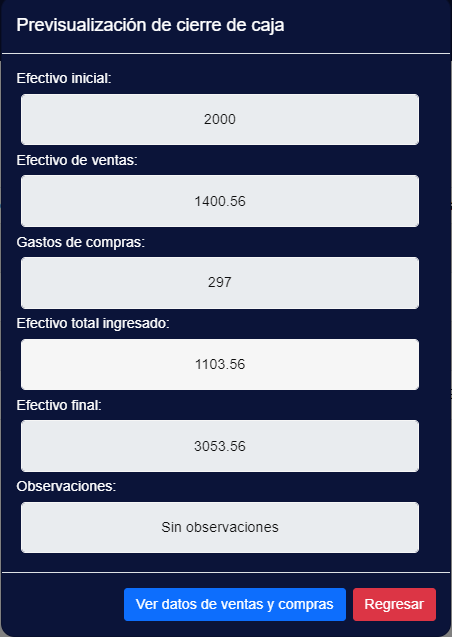 Previsualización de cierre de caja
Efectivo inicial:
2000
Efectivo de ventas:
1400.56
Gastos de compras:
297
Efectivo total ingresado:
1103.56
Efectivo final:
3053.56
Observaciones:
Sin observaciones
Ver datos de ventas y compras Regresar